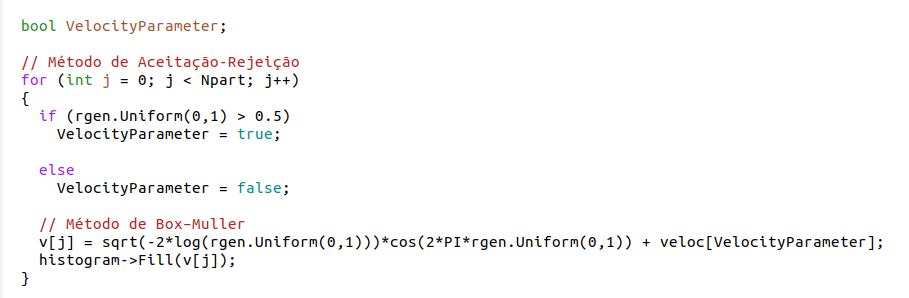 bool VelocityParameter;
// Método de Aceitação-Rejeição
for (int j = 0; j < Npart; j++)
{
if (rgen.Uniform(0,1) > 0.5)
VelocityParameter = true;
else
VelocityParameter = false;
// Método de Box-Muller
v[j] = sqrt(-2*log(rgen.Uniform(0,1)))*cos(2*PI*rgen.Uniform(0,1)) + veloc[VelocityParameter];
histogram->Fill(v[j]);
}